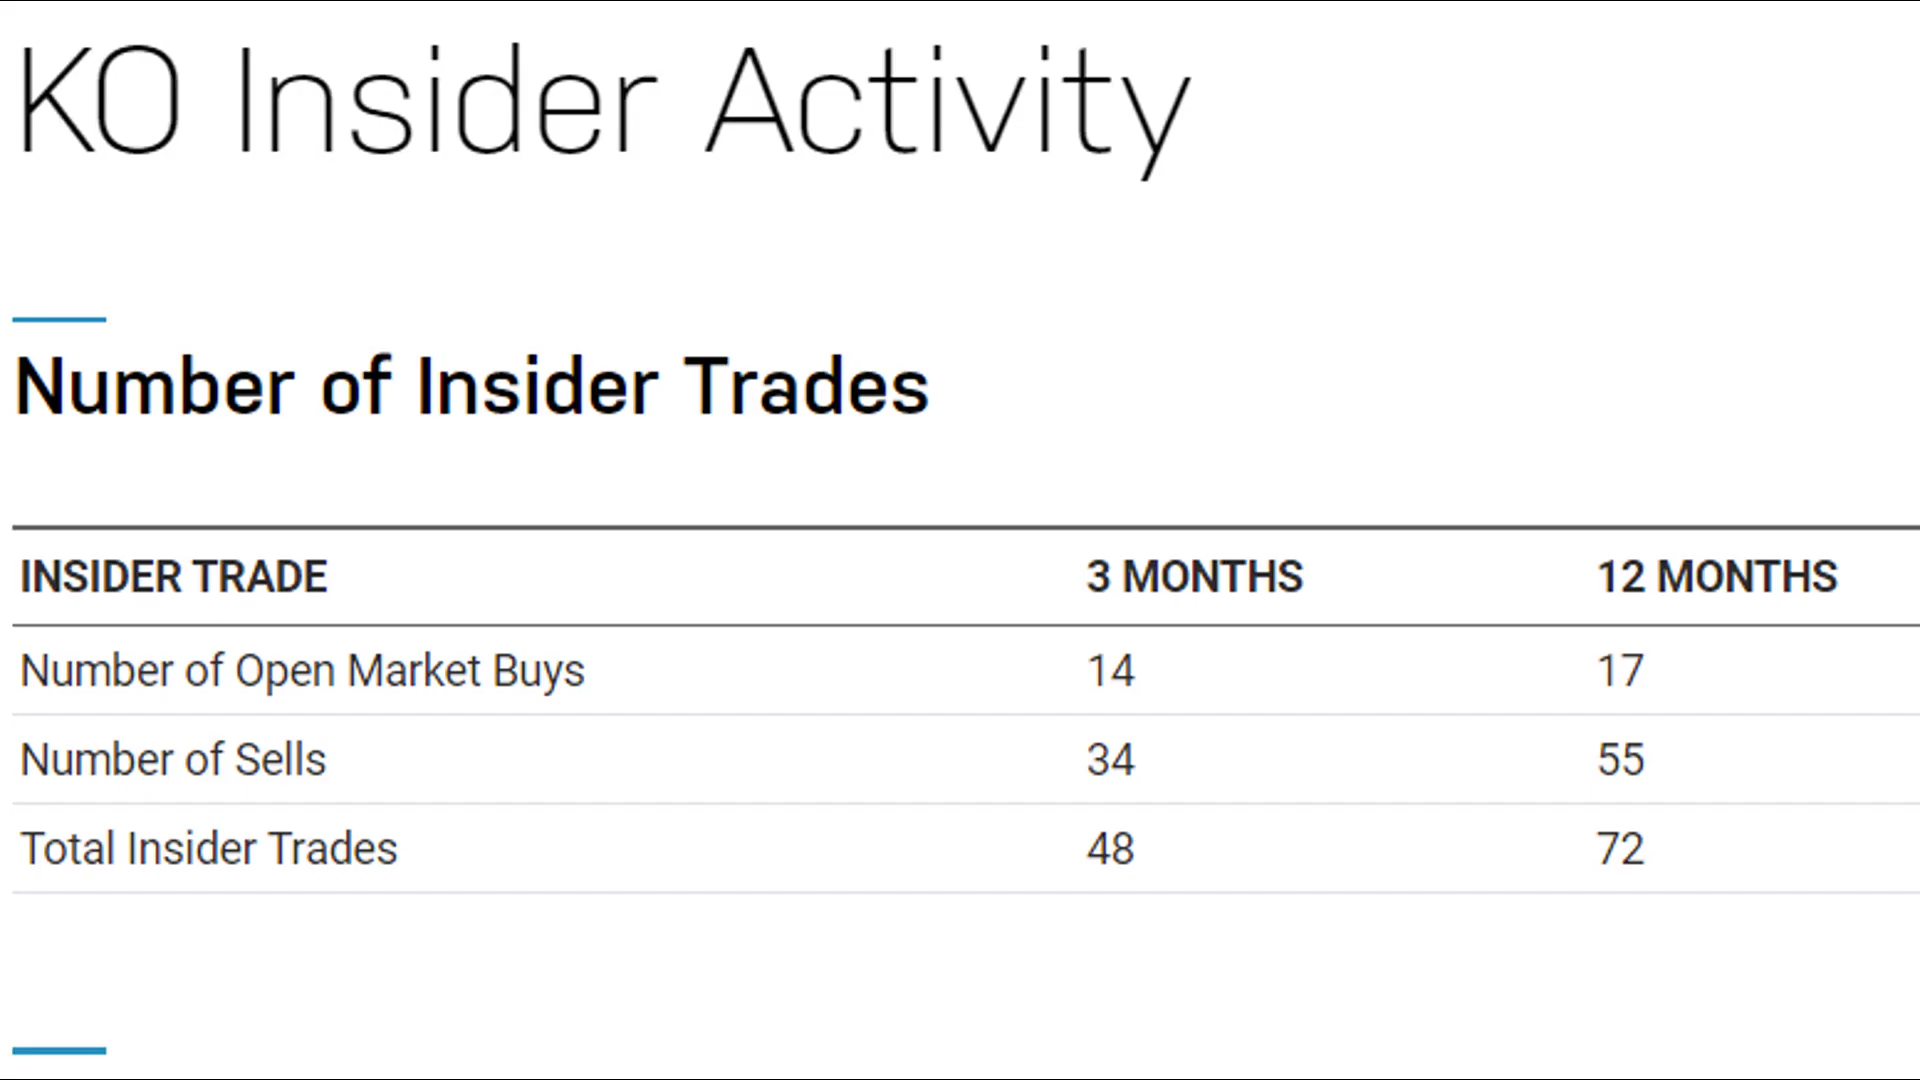 KO Insider Activity
Number of Insider Trades
INSIDER TRADE 3 MONTHS 12 MONTHS
Number of Open Market Buys 14 17
Number of Sells 34 55
Total Insider Trades 48 72